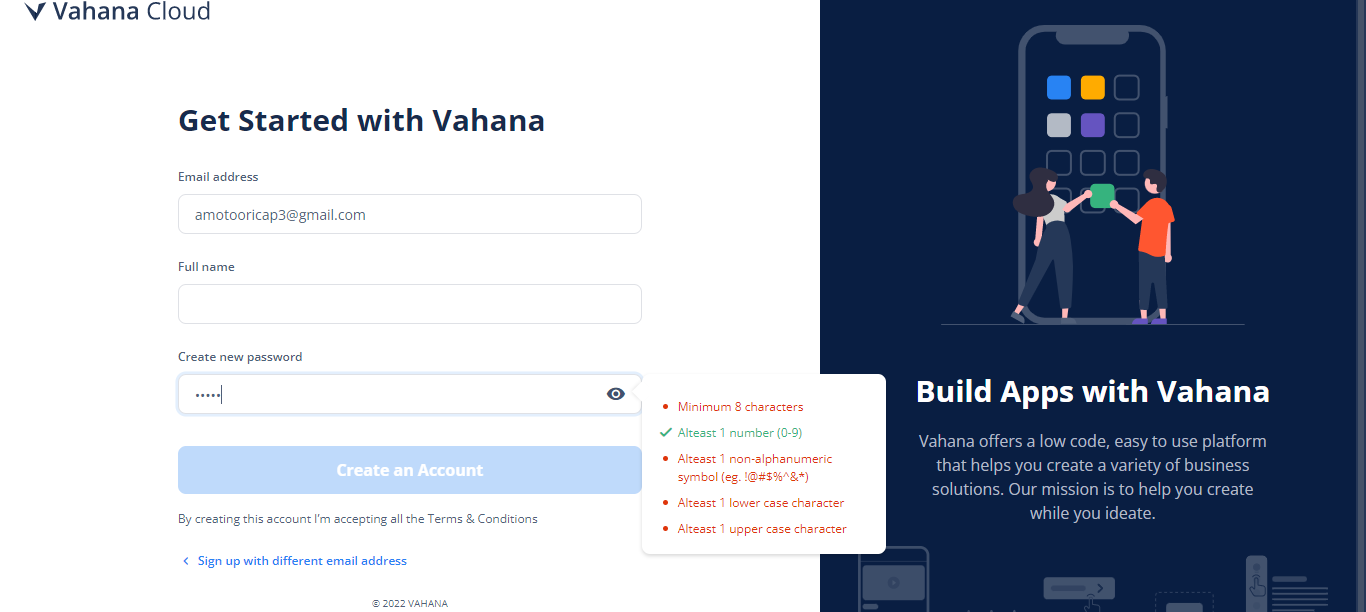 Vahana Cloud
Get Started with Vahana
Email address
amotooricap3@gmail.com
Full name
Create new password
•••••
Create an Account
By creating this account I'm accepting all the Terms & Conditions
Sign up with different email address
© 2022 VAHANA
Minimum 8 characters
Alteast 1 number (0-9)
Alteast 1 non-alphanumeric
symbol (eg. !@#$%^&*)
Alteast 1 lower case character
Alteast 1 upper case character
Build Apps with Vahana
Vahana offers a low code, easy to use platform
that helps you create a variety of business
solutions. Our mission is to help you create
while you ideate.